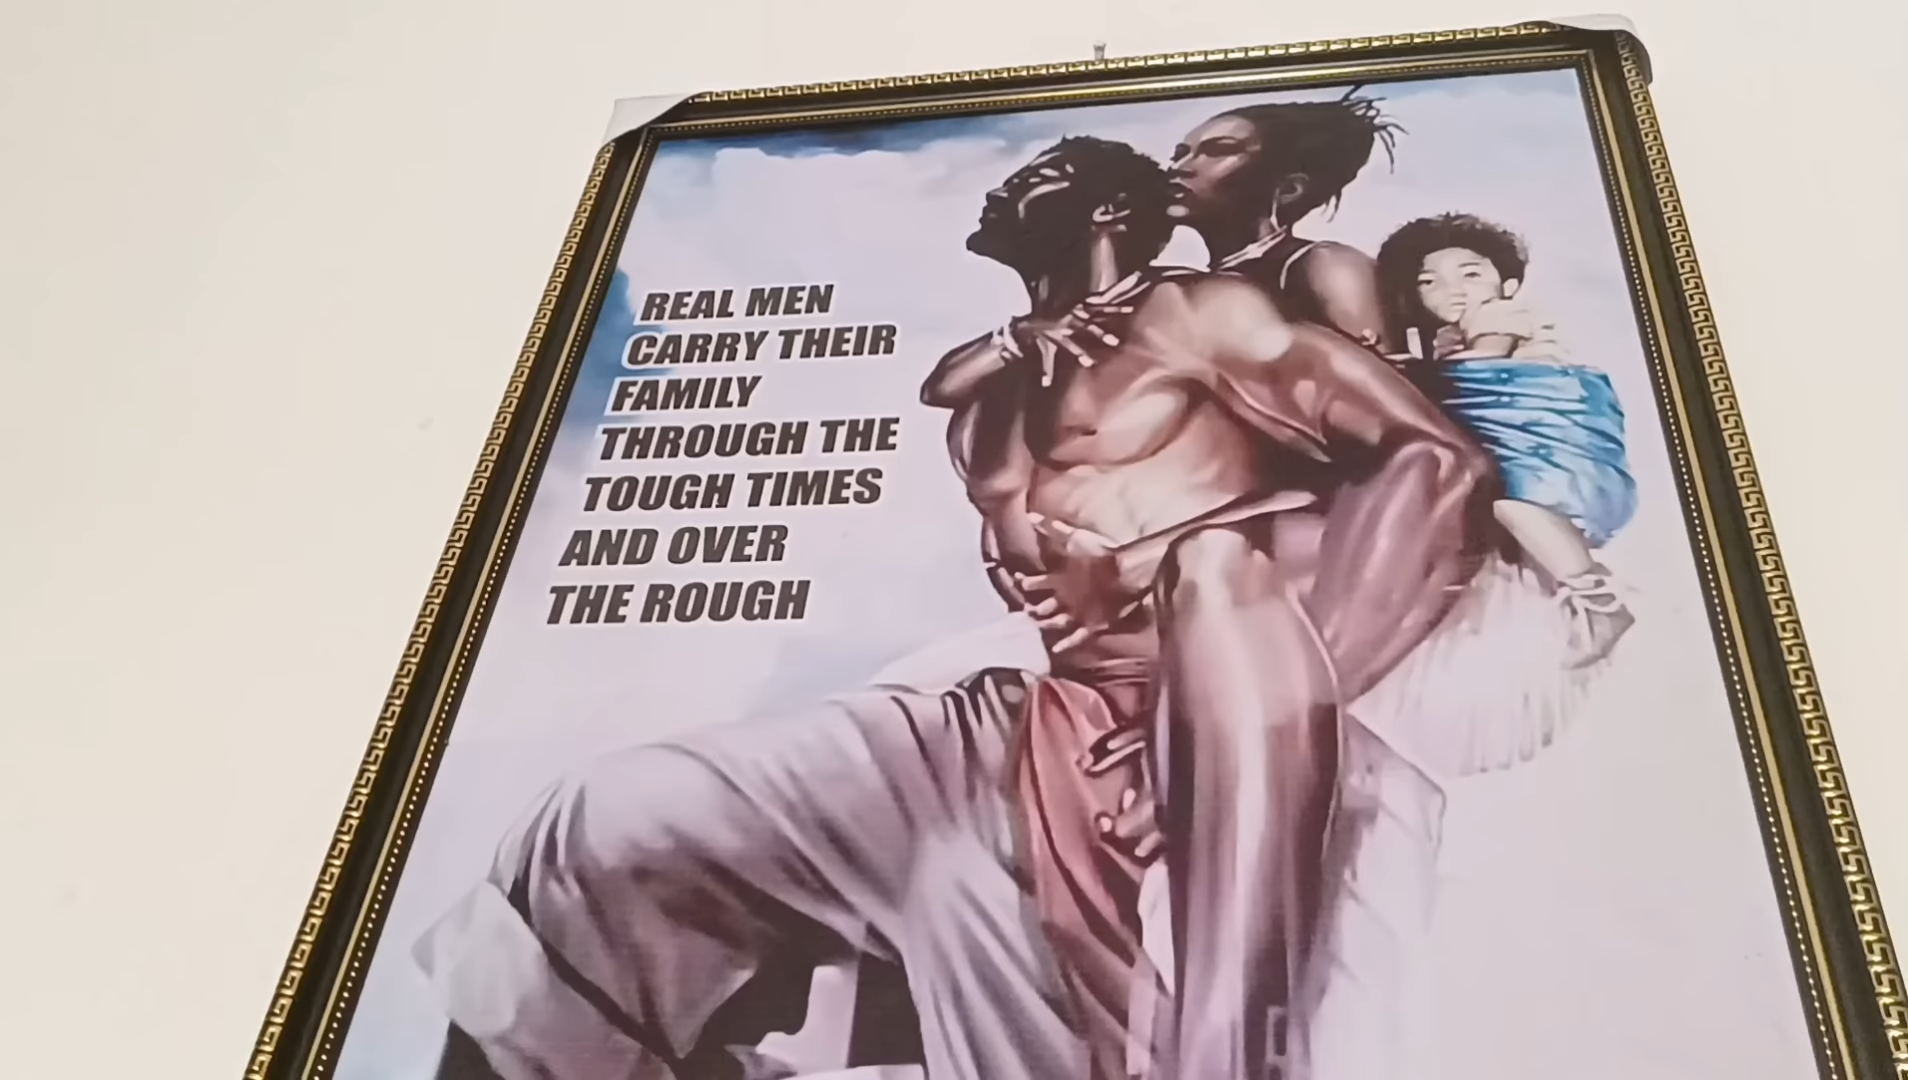 REAL MEN
CARRY THEIR
FAMILY
THROUGH THE
TOUGH TIMES
AND OVER
THE ROUGH